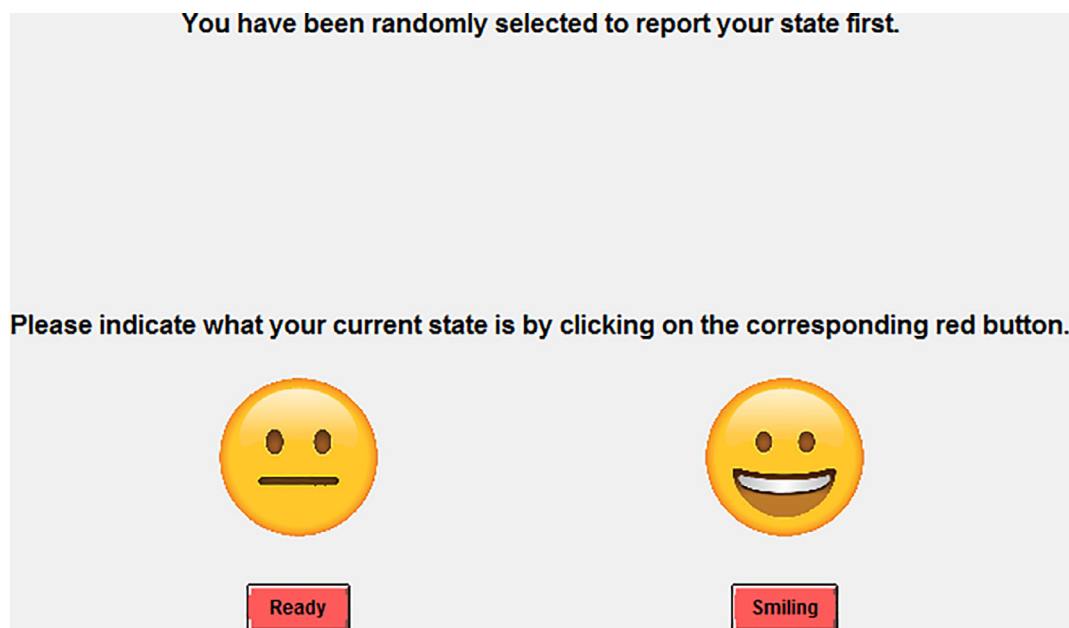 You have been randomly selected to report your state first.
Please indicate what your current state is by clicking on the corresponding red button.
Ready
Smiling